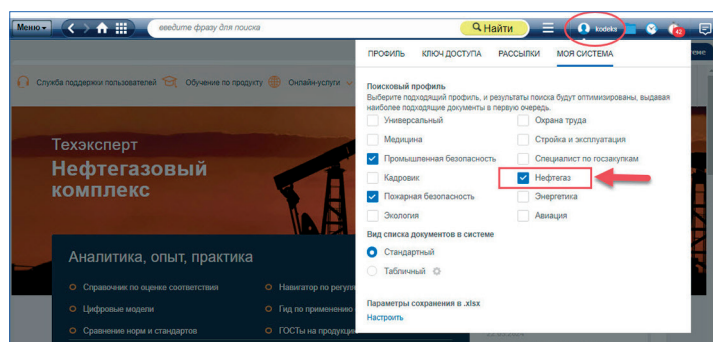 Меню
введите фразу для поиска
Найти
kodeks
42
ПРОФИЛЬ КЛЮЧ ДОСТУПА РАССЫЛКИ МОЯ СИСТЕМА
Служба поддержки пользователей Обучение по продукту Онлайн-услуги
Поисковый профиль
Выберите подходящий профиль, и результаты поиска будут оптимизированы, выдавая
наиболее подходящие документы в первую очередь.
Универсальный Охрана труда
Медицина Стройка и эксплуатация
Промышленная безопасность Специалист по госзакупкам
Кадровик Нефтегаз
Пожарная безопасность Энергетика
Экология Авиация
Вид списка документов в системе
Стандартный
Табличный
Параметры сохранения в .xlsx
Настроить
Техэксперт
Нефтегазовый
комплекс
Аналитика, опыт, практика
Справочник по оценке соответствия Навигатор по регуля
Цифровые модели Гид по применению
Сравнение норм и стандартов ГОСТы на продукцию